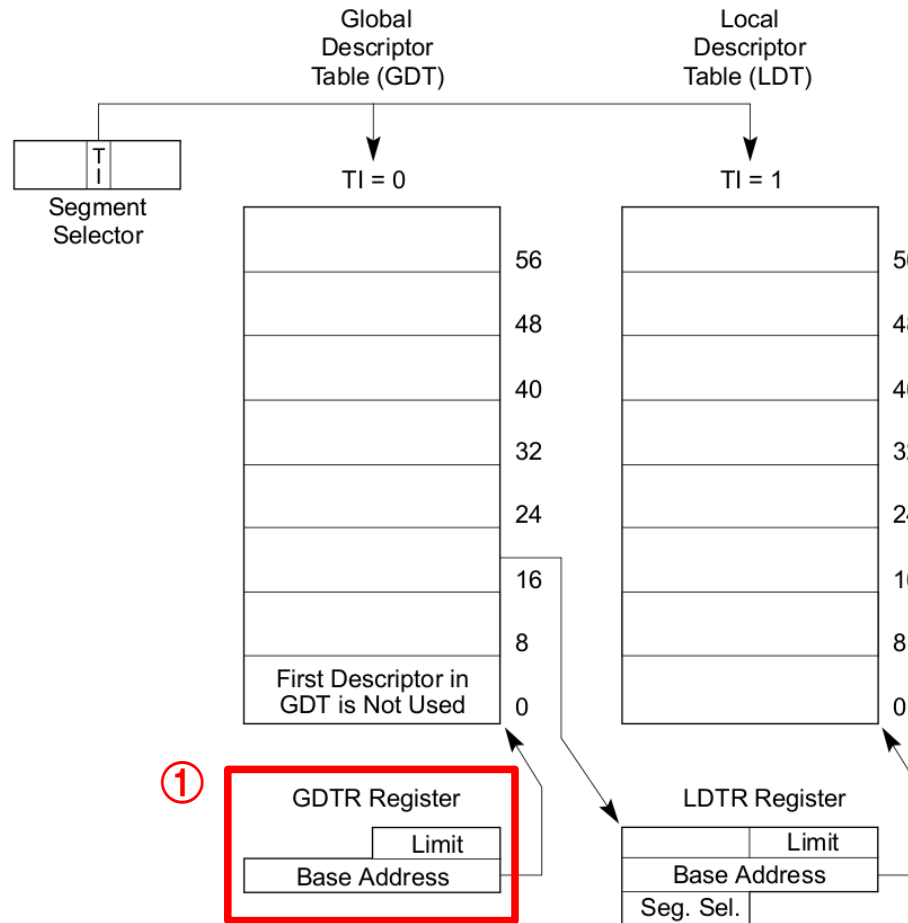 Global
Descriptor
Table (GDT)
Local
Descriptor
Table (LDT)
T
I
Segment
Selector
TI = 0
TI = 1
56
48
40
32
24
16
8
First Descriptor in
GDT is Not Used
0
8
0
①
GDTR Register
Limit
Base Address
LDTR Register
Limit
Base Address
Seg. Sel.